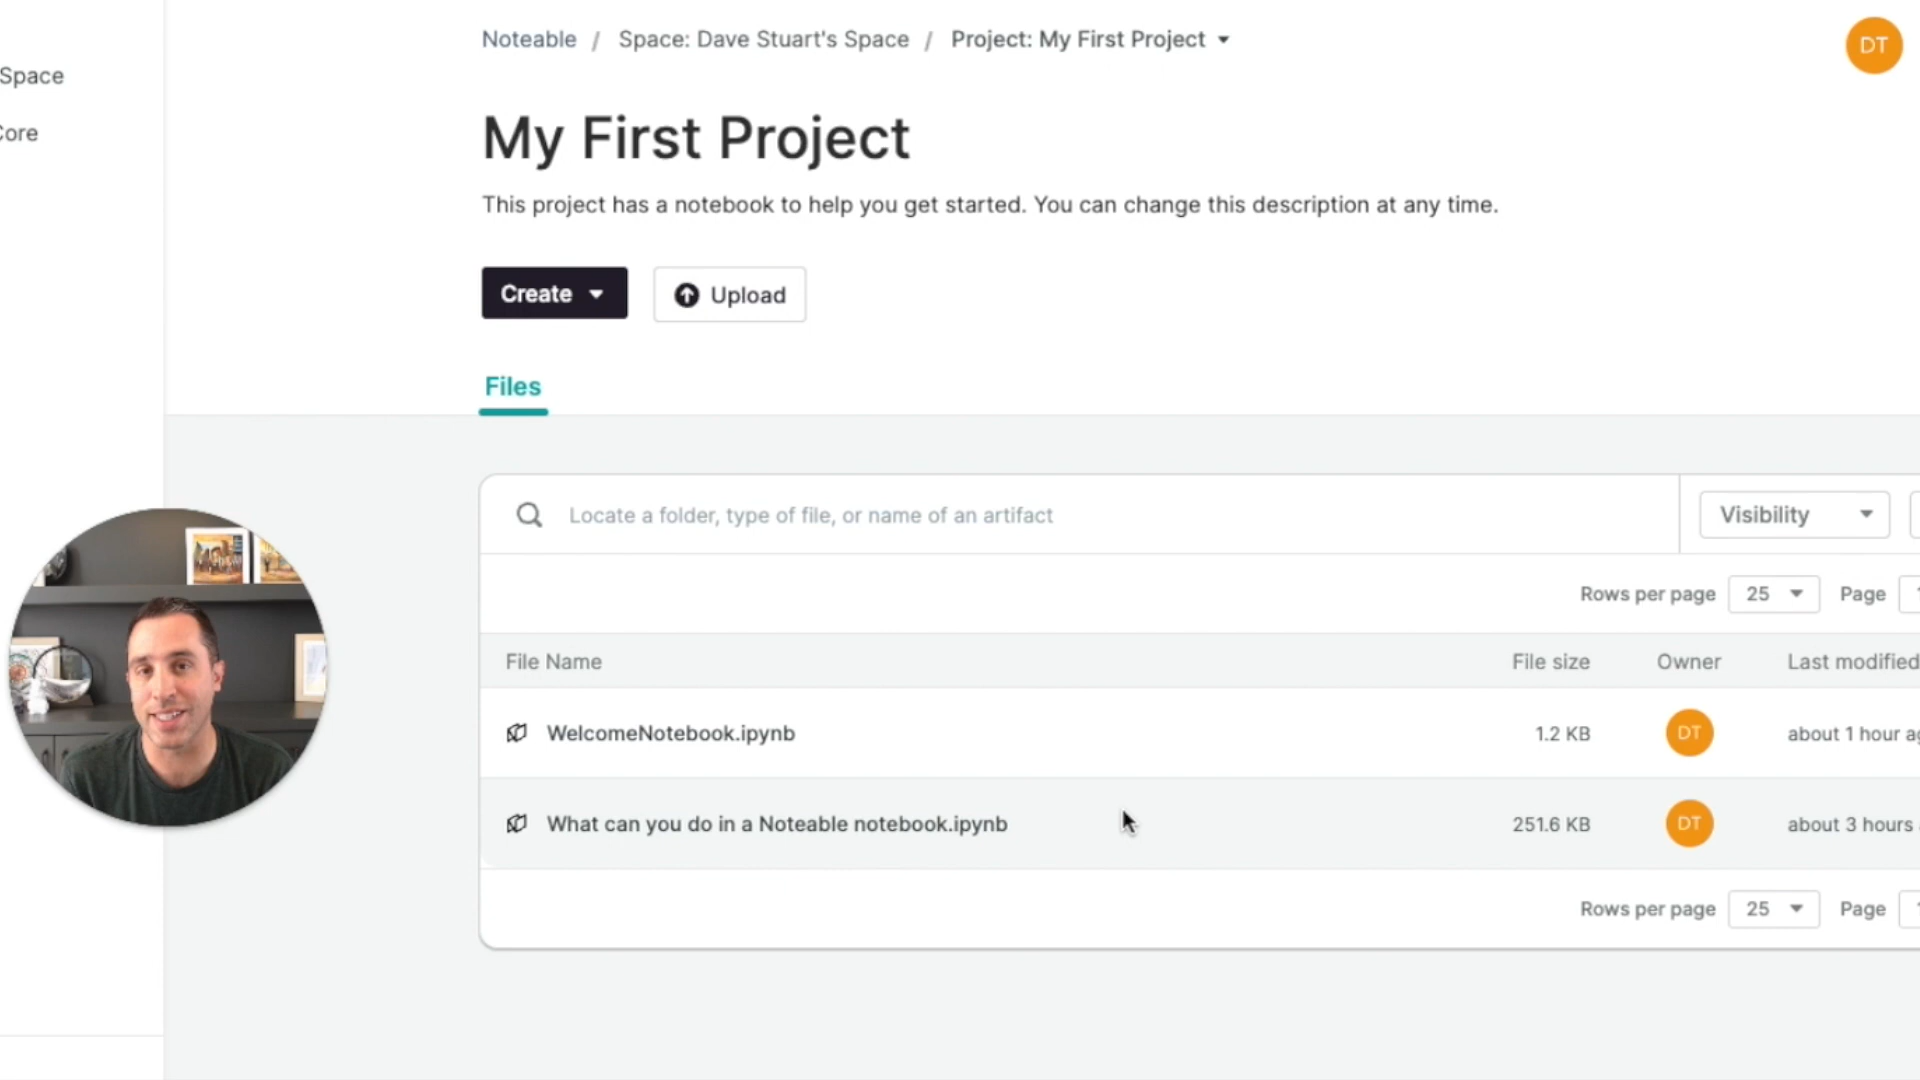 Noteable / Space: Dave Stuart's Space / Project: My First Project
DT
Space
Core
My First Project
This project has a notebook to help you get started. You can change this description at any time.
Create
Upload
Files
Locate a folder, type of file, or name of an artifact
Visibility
Rows per page 25 Page 1
File Name File size Owner Last modified
WelcomeNotebook.ipynb 1.2 KB DT about 1 hour ag
What can you do in a Noteable notebook.ipynb 251.6 KB DT about 3 hours
Rows per page 25 Page 1